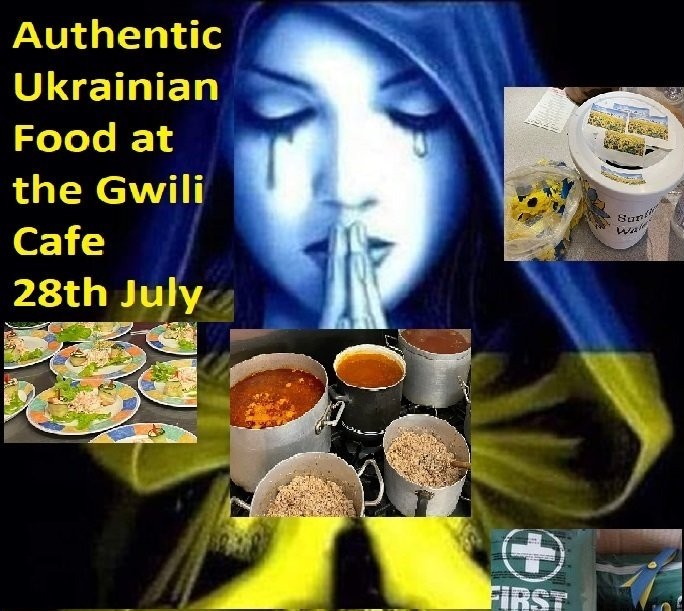 Authentic
Ukrainian
Food at
the Gwili
Cafe
28th July
FIRST